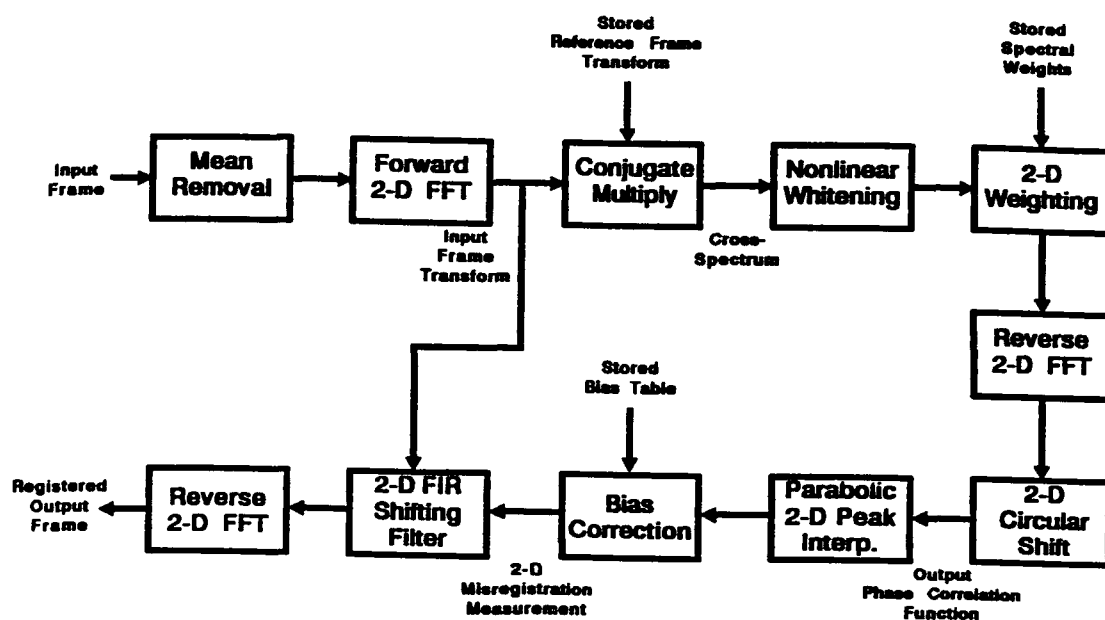 Stored
Reference Frame
Transform
Stored
Spectral
Weights
Input
Frame
Mean
Removal
Forward
2-D FFT
Conjugate
Multiply
Nonlinear
Whitening
2-D
Weighting
Input
Frame
Transform
Cross-
Spectrum
Reverse
2-D FFT
Stored
Bias Table
Registered
Output
Frame
Reverse
2-D FFT
2-D FIR
Shifting
Filter
Bias
Correction
Parabolic
2-D Peak
Interp.
2-D
Circular
Shift
2-D
Misregistration
Measurement
Output
Phase Correlation
Function